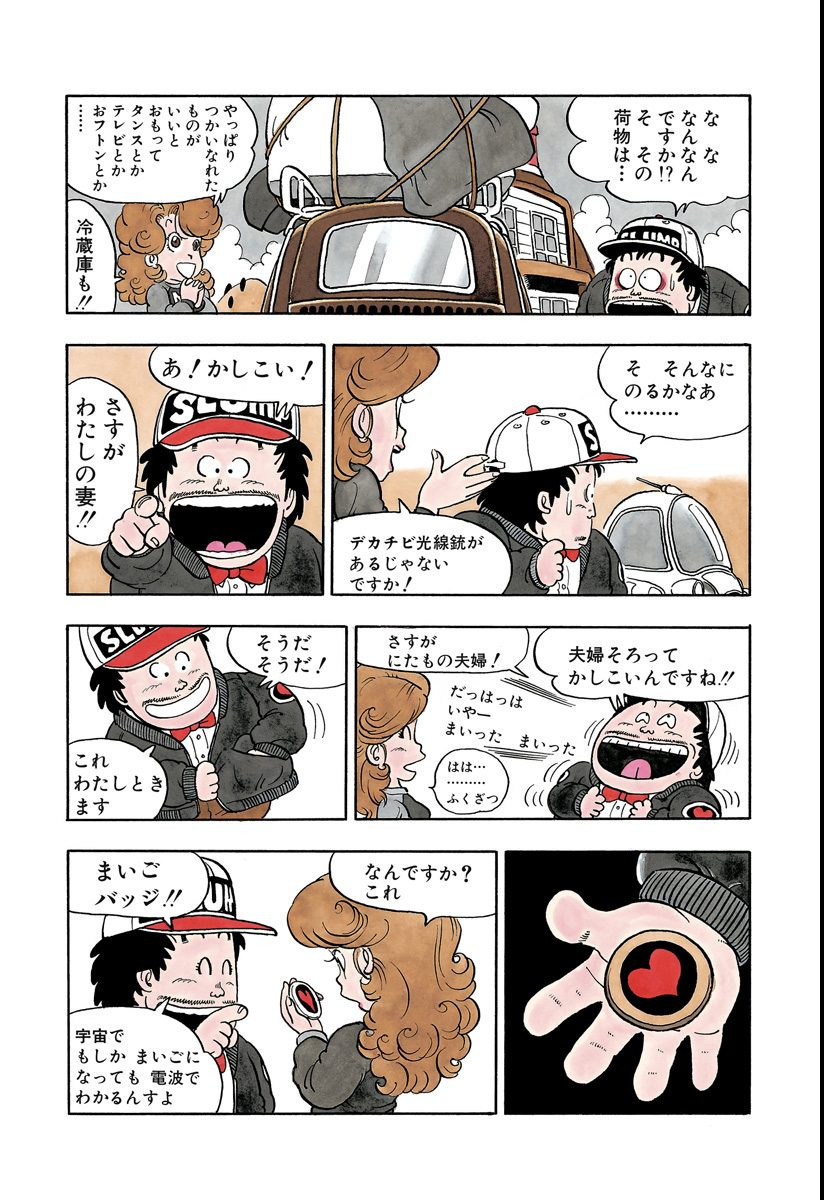 な な
なんなん
ですか!?
そ その
荷物は…
SLUMP
やっぱり
つかいなれた
ものが
いいと
おもって
タンスとか
テレビとか
おフトンとか
……
冷蔵庫も!!
そ そんなに
のるかなあ
………
S
デカチビ光線銃が
あるじゃない
ですか!
あ!かしこい!
SLUMP
さすが
わたしの妻!!
夫婦そろって
かしこいんですね!!
だっはっは
いやー
まいった まいった
さすが
にたもの夫婦!
はは…
………
ふくざつ
そうだ
そうだ!
SLU
これ
わたしとき
ます
なんですか?
これ
まいご
バッジ!!
宇宙で
もしか まいごに
なっても 電波で
わかるんすよ